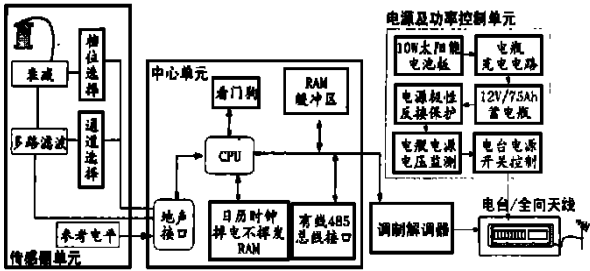 电源及功率控制单元
10W太阳能
电池板
电瓶
充电电路
电源极性
反接保护
12V/75Ah
蓄电瓶
电瓶电源
电压监测
电台电源
开关控制
电台/全向天线
衰减
档位选择
多路滤波
通道选择
参考电平
传感器单元
中心单元
看门狗
RAM
缓冲区
CPU
地声
接口
日历时钟
掉电不挥发
RAM
有线485
总线接口
调制解调器